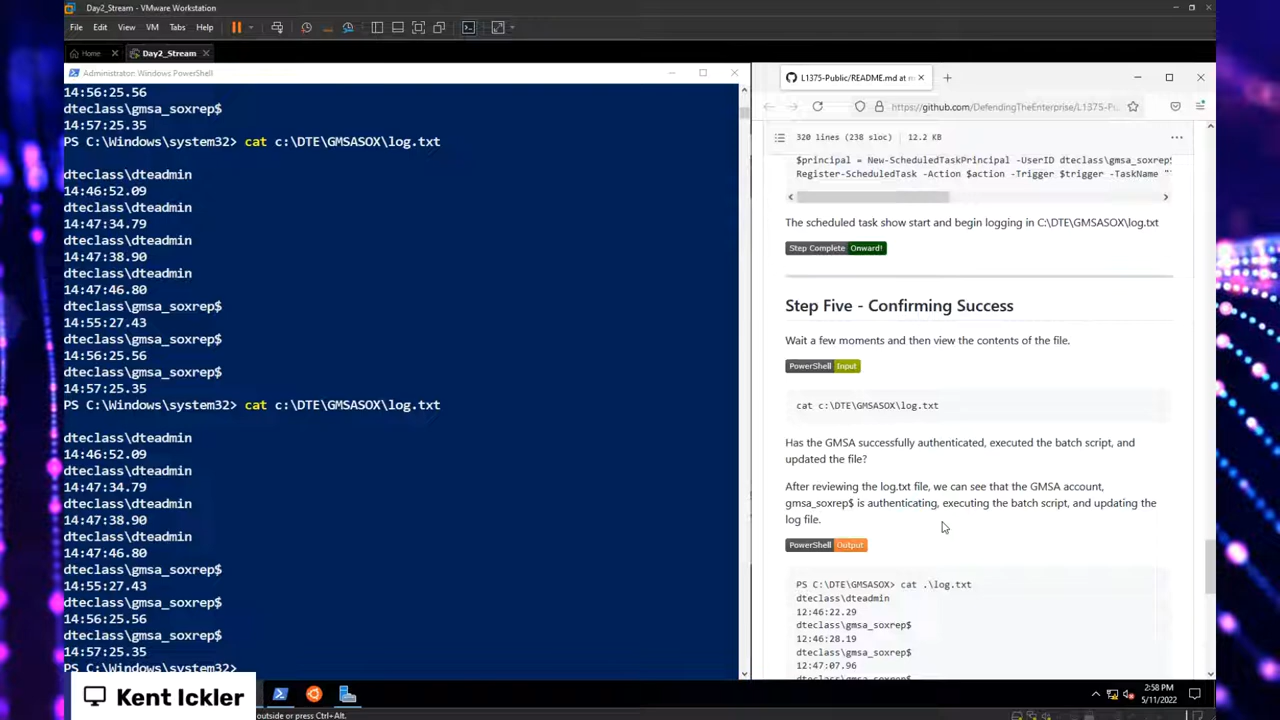 Day2_Stream - VMware Workstation
File Edit View VM Tabs Help
Home Day2_Stream
Administrator: Windows PowerShell
14:56:25.56
dteclass\gmsa_soxrep$
14:57:25.35
PS C:\Windows\system32> cat c:\DTE\GMSASOX\log.txt
dteclass\dteadmin
14:46:52.09
dteclass\dteadmin
14:47:34.79
dteclass\dteadmin
14:47:38.90
dteclass\dteadmin
14:47:46.80
dteclass\gmsa_soxrep$
14:55:27.43
dteclass\gmsa_soxrep$
14:56:25.56
dteclass\gmsa_soxrep$
14:57:25.35
PS C:\Windows\system32> cat c:\DTE\GMSASOX\log.txt
dteclass\dteadmin
14:46:52.09
dteclass\dteadmin
14:47:34.79
dteclass\dteadmin
14:47:38.90
dteclass\dteadmin
14:47:46.80
dteclass\gmsa_soxrep$
14:55:27.43
dteclass\gmsa_soxrep$
14:56:25.56
dteclass\gmsa_soxrep$
14:57:25.35
PS C:\Windows\system32>
L1375-Public/README.md at m
https://github.com/DefendingTheEnterprise/L1375-Pu
320 lines (238 sloc) 12.2 KB
$principal = New-ScheduledTaskPrincipal -UserID dteclass\gmsa_soxrep$
Register-ScheduledTask -Action $action -Trigger $trigger -TaskName "
The scheduled task show start and begin logging in C:\DTE\GMSASOX\log.txt
Step Complete Onward!
Step Five - Confirming Success
Wait a few moments and then view the contents of the file.
PowerShell Input
cat c:\DTE\GMSASOX\log.txt
Has the GMSA successfully authenticated, executed the batch script, and
updated the file?
After reviewing the log.txt file, we can see that the GMSA account,
gmsa_soxrep$ is authenticating, executing the batch script, and updating the
log file.
PowerShell Output
PS C:\DTE\GMSASOX> cat .\log.txt
dteclass\dteadmin
12:46:22.29
dteclass\gmsa_soxrep$
12:46:28.19
dteclass\gmsa_soxrep$
12:47:07.96
Kent Ickler
2:58 PM
5/11/2022
outside or press Ctrl+Alt.